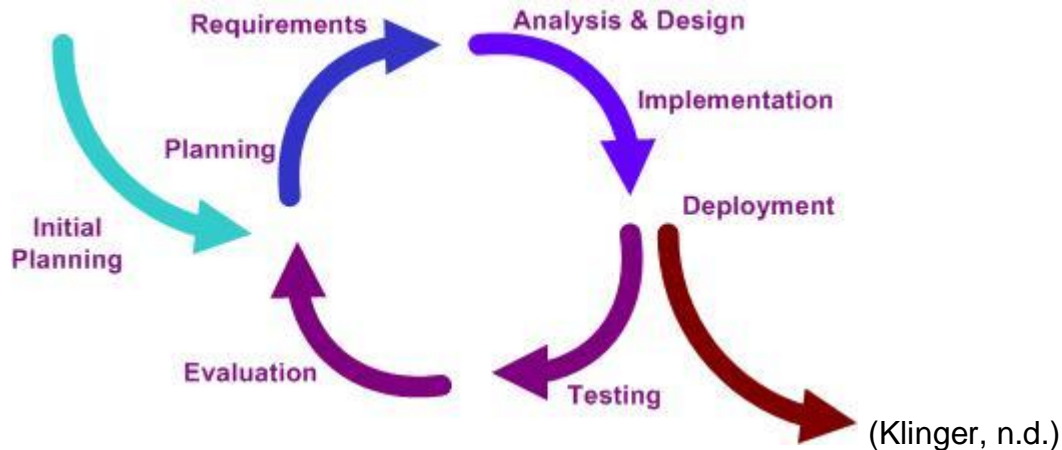 Requirements
Analysis & Design
Implementation
Planning
Deployment
Initial
Planning
Evaluation
Testing
(Klinger, n.d.)